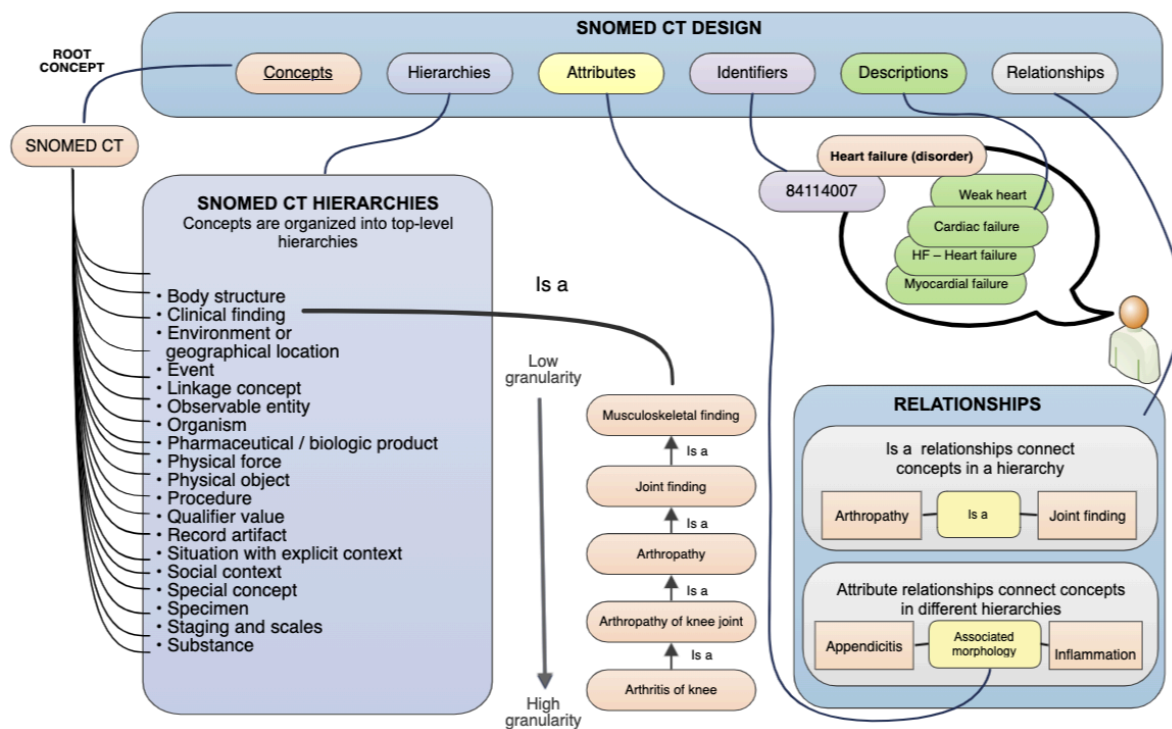 SNOMED CT DESIGN
ROOT
CONCEPT
Concepts
Hierarchies
Attributes
Identifiers
Descriptions
Relationships
SNOMED CT
SNOMED CT HIERARCHIES
Concepts are organized into top-level
hierarchies
· Body structure
· Clinical finding
· Environment or
geographical location
· Event
· Linkage concept
· Observable entity
· Organism
· Pharmaceutical / biologic product
· Physical force
· Physical object
· Procedure
· Qualifier value
· Record artifact
· Situation with explicit context
· Social context
· Special concept
· Specimen
· Staging and scales
· Substance
Is a
Low
granularity
High
granularity
Musculoskeletal finding
Is a
Joint finding
Is a
Arthropathy
Is a
Arthropathy of knee joint
Is a
Arthritis of knee
Heart failure (disorder)
84114007
Weak heart
Cardiac failure
HF – Heart failure
Myocardial failure
RELATIONSHIPS
Is a relationships connect
concepts in a hierarchy
Arthropathy
Is a
Joint finding
Attribute relationships connect concepts
in different hierarchies
Appendicitis
Associated
morphology
Inflammation